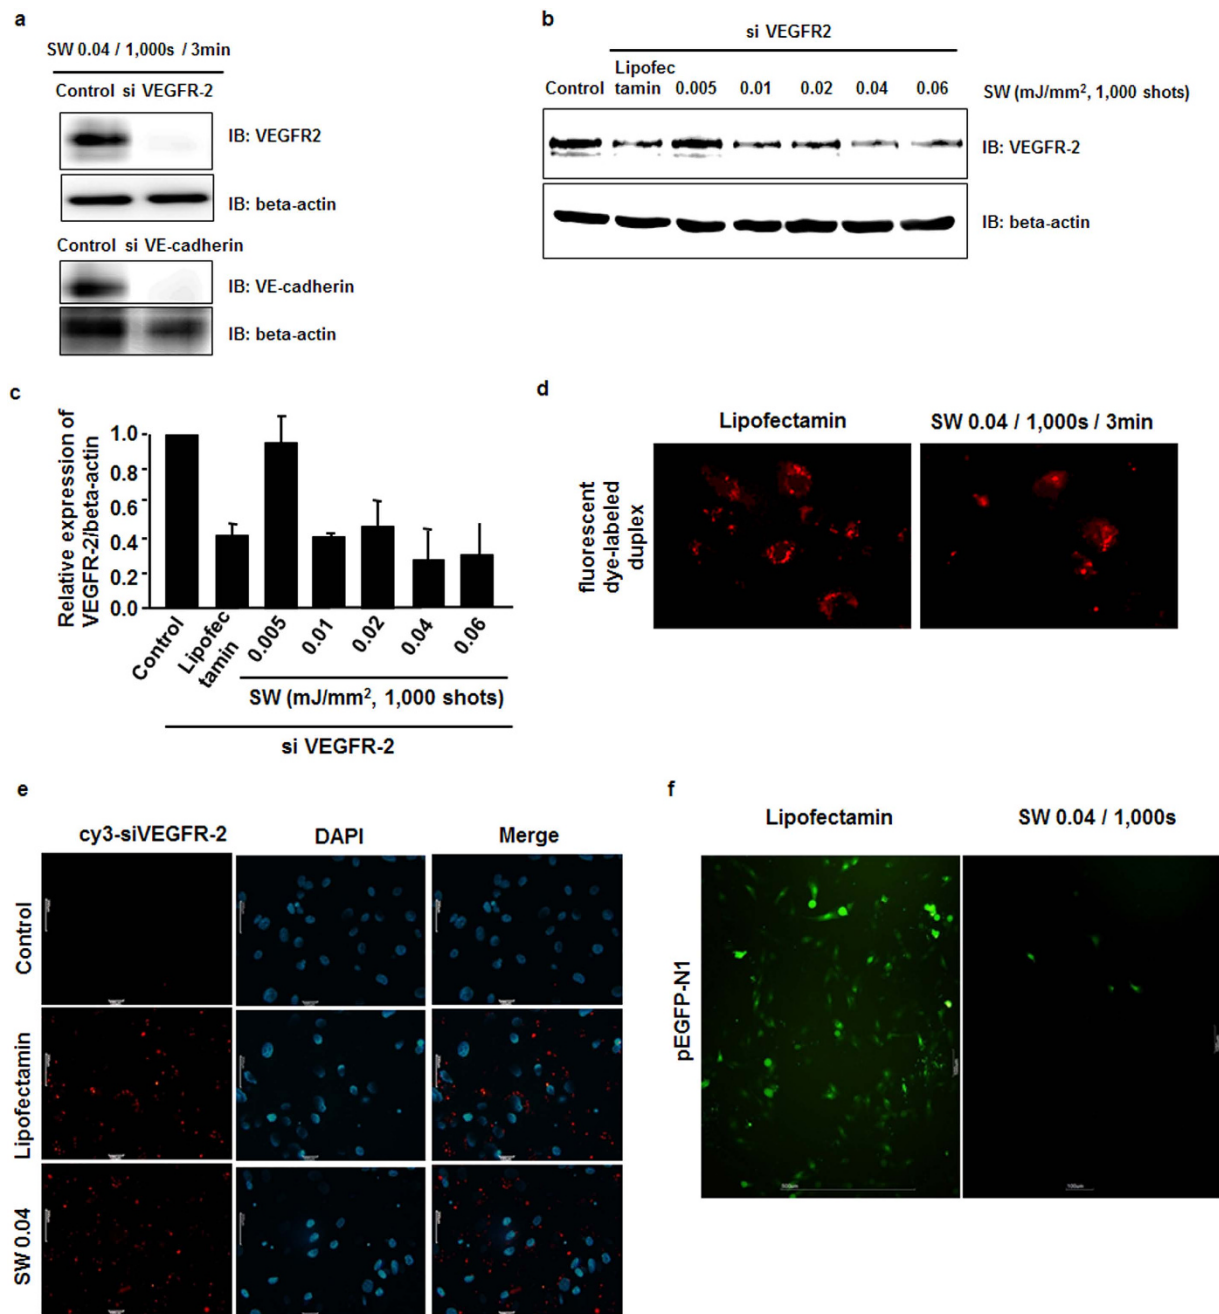 a
SW 0.04 / 1,000s / 3min
Control si VEGFR-2
IB: VEGFR2
IB: beta-actin
Control si VE-cadherin
IB: VE-cadherin
IB: beta-actin
b
si VEGFR2
Lipofec
Control tamin 0.005 0.01 0.02 0.04 0.06 SW (mJ/mm², 1,000 shots)
IB: VEGFR-2
IB: beta-actin
c
Relative expression of
VEGFR-2/beta-actin
1.0
0.8
0.6
0.4
0.2
0.0
Control
Lipofec
tamin
0.005
0.01
0.02
0.04
0.06
SW (mJ/mm², 1,000 shots)
si VEGFR-2
d
Lipofectamin SW 0.04 / 1,000s / 3min
fluorescent
dye-labeled
duplex
e
cy3-siVEGFR-2 DAPI Merge
Control
Lipofectamin
SW 0.04
f
Lipofectamin SW 0.04 / 1,000s
pEGFP-N1
100µm